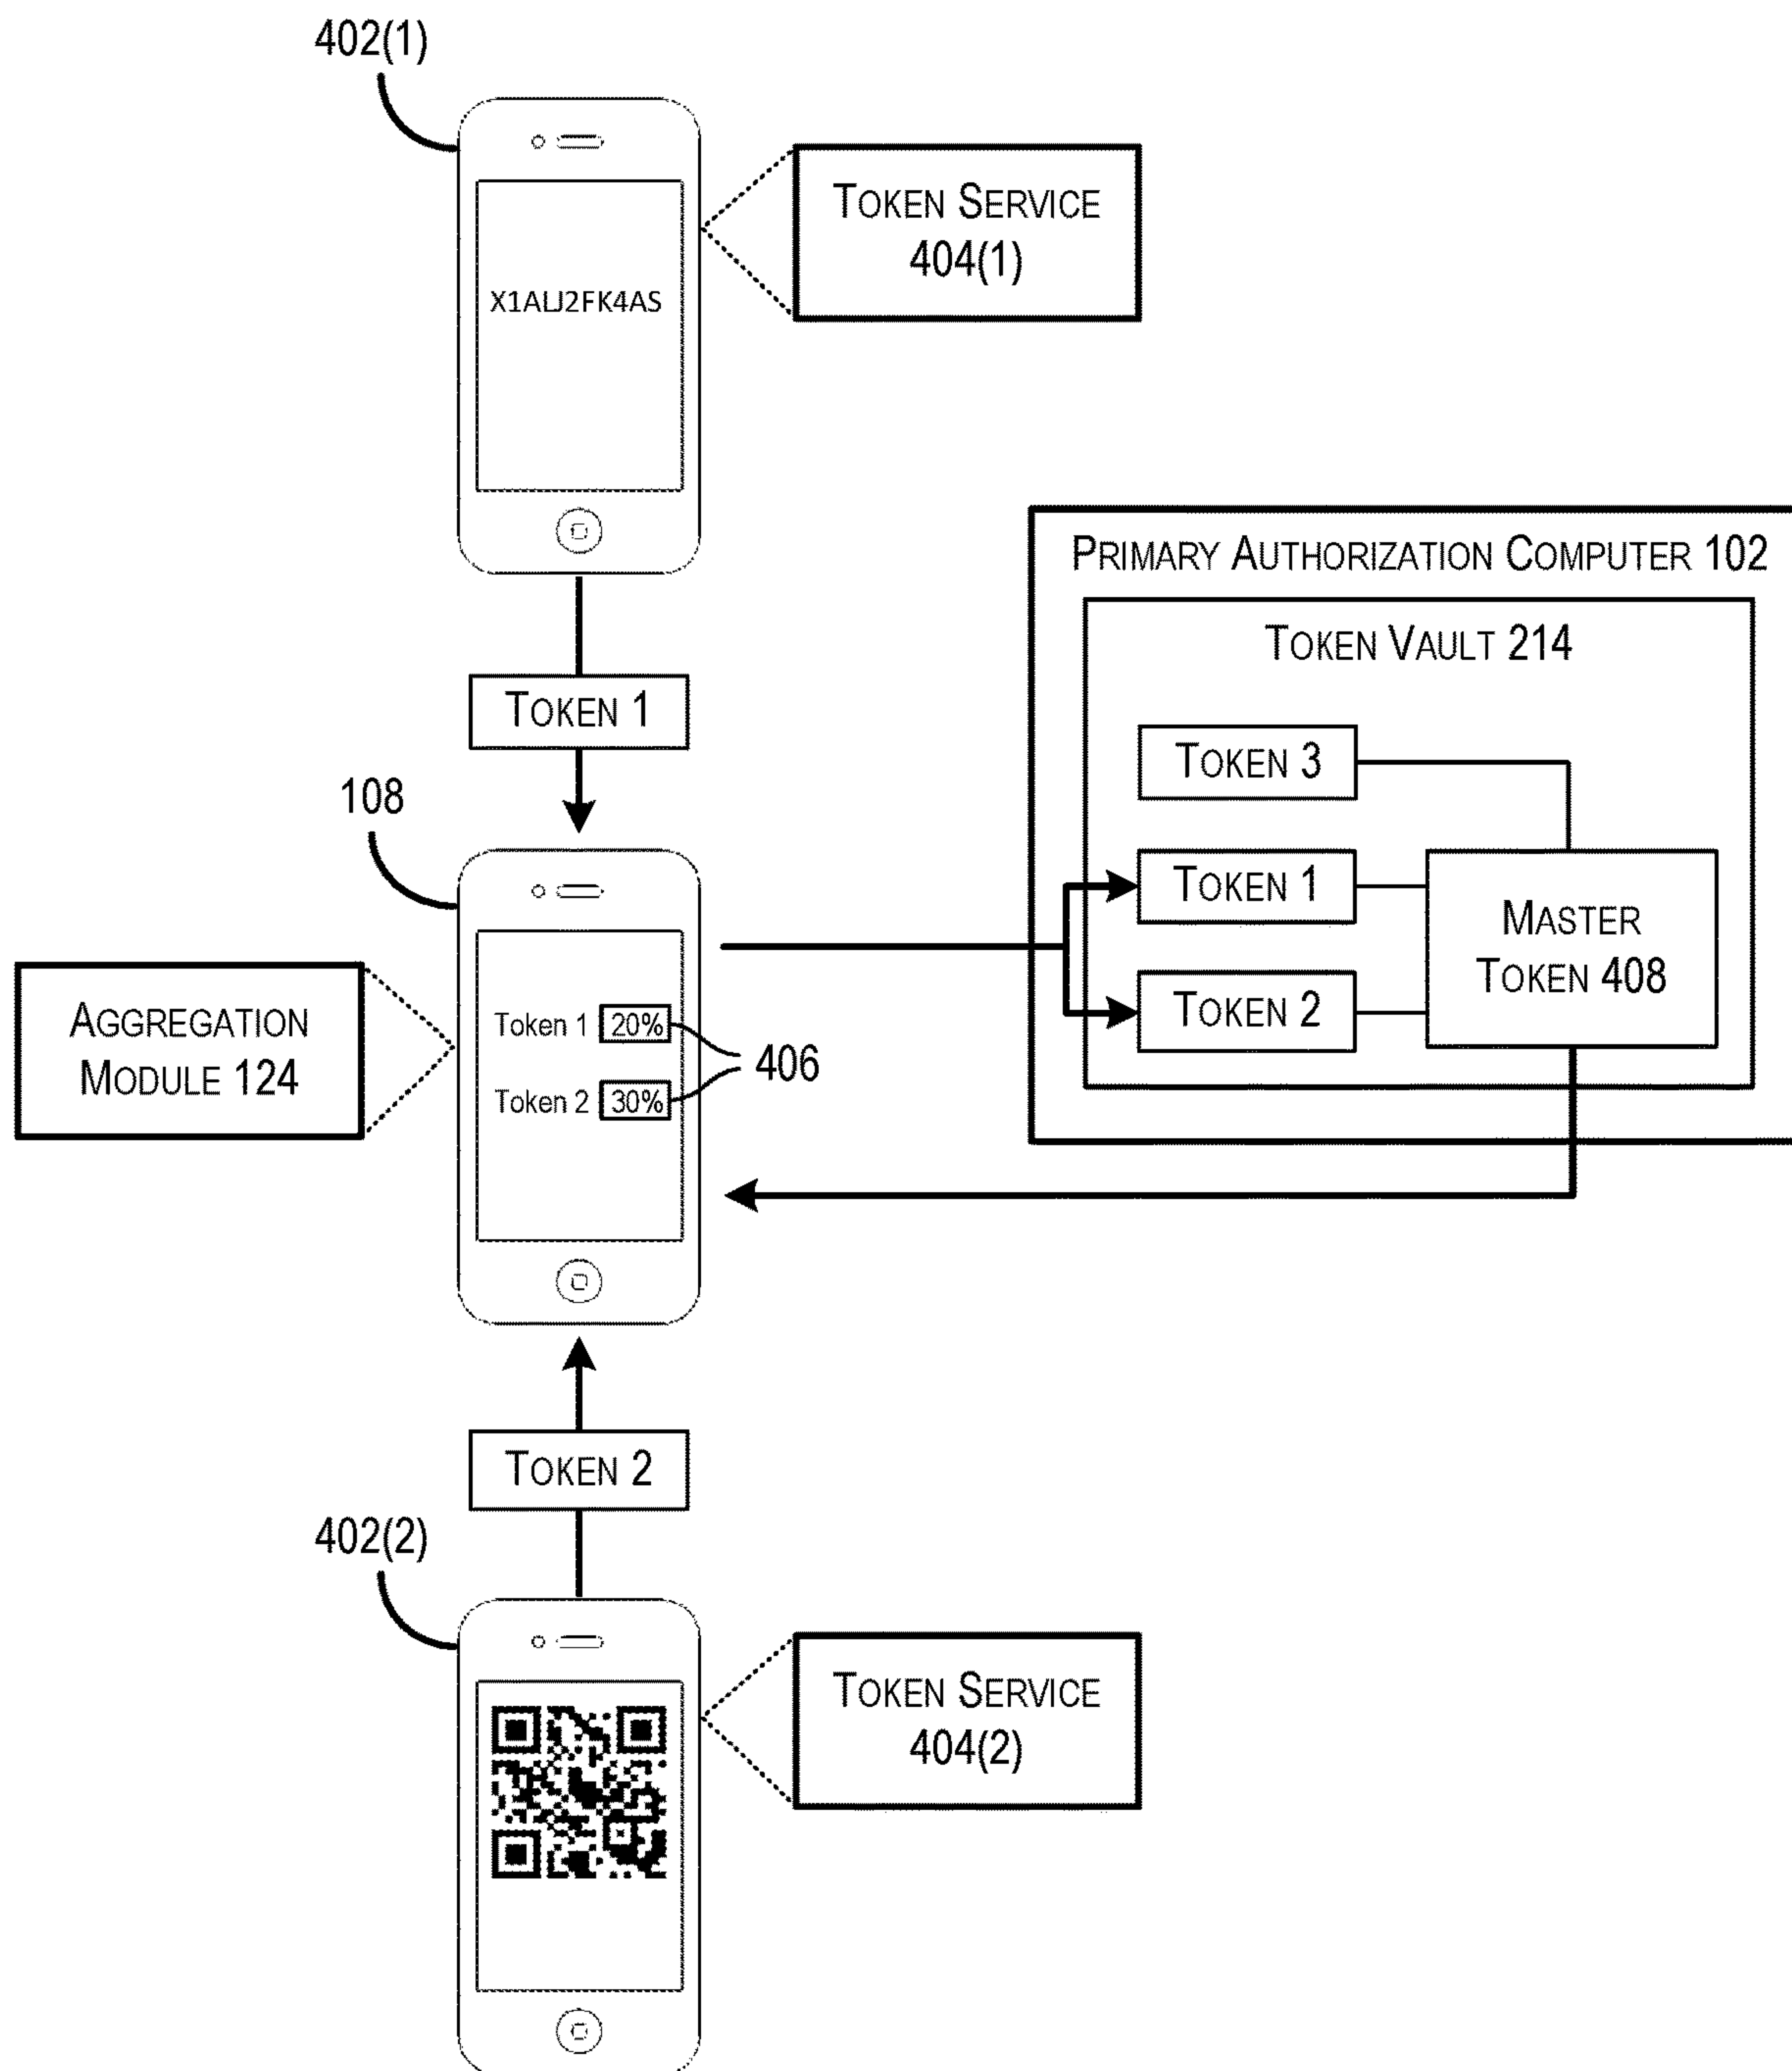 402(1)
TOKEN SERVICE
404(1)
X1ALJ2FK4AS
PRIMARY AUTHORIZATION COMPUTER 102
TOKEN VAULT 214
TOKEN 1
TOKEN 3
108
TOKEN 1
MASTER
TOKEN 408
TOKEN 2
AGGREGATION
MODULE 124
Token 1 20%
406
Token 2 30%
TOKEN 2
402(2)
TOKEN SERVICE
404(2)